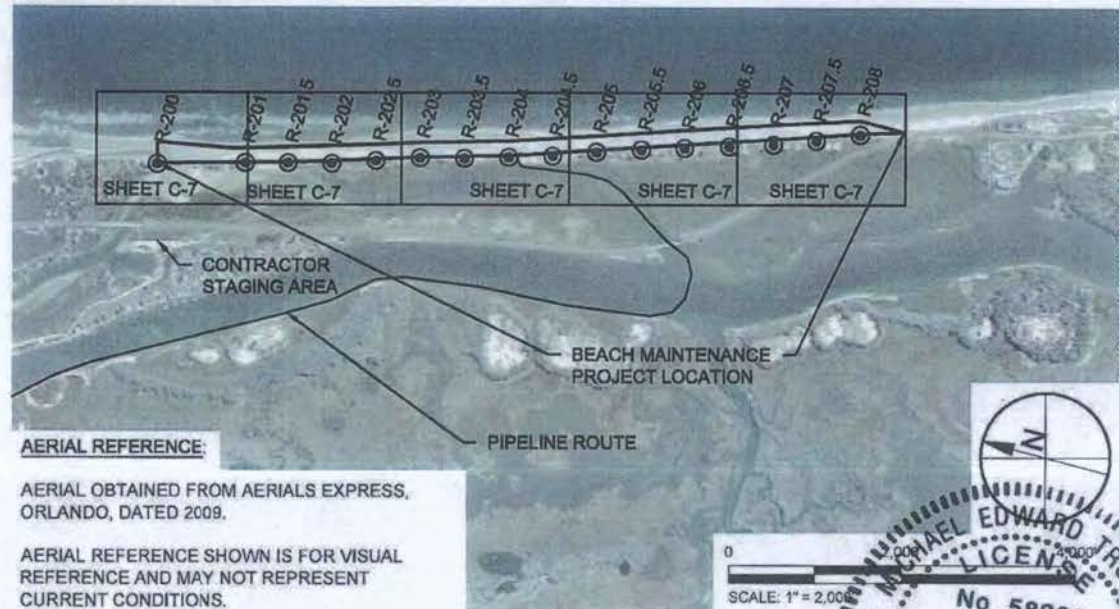 R-200
R-201
R-201.5
R-202
R-202.5
R-203
R-203.5
R-204
R-204.5
R-205
R-205.5
R-206
R-206.5
R-207
R-207.5
R-208
SHEET C-7
SHEET C-7
SHEET C-7
SHEET C-7
SHEET C-7
CONTRACTOR
STAGING AREA
BEACH MAINTENANCE
PROJECT LOCATION
PIPELINE ROUTE
AERIAL REFERENCE:
AERIAL OBTAINED FROM AERIALS EXPRESS,
ORLANDO, DATED 2009.
AERIAL REFERENCE SHOWN IS FOR VISUAL
REFERENCE AND MAY NOT REPRESENT
CURRENT CONDITIONS.
N
0
4,000'
SCALE: 1" = 2,000'
MICHAEL EDWARD
LICENSE
No.